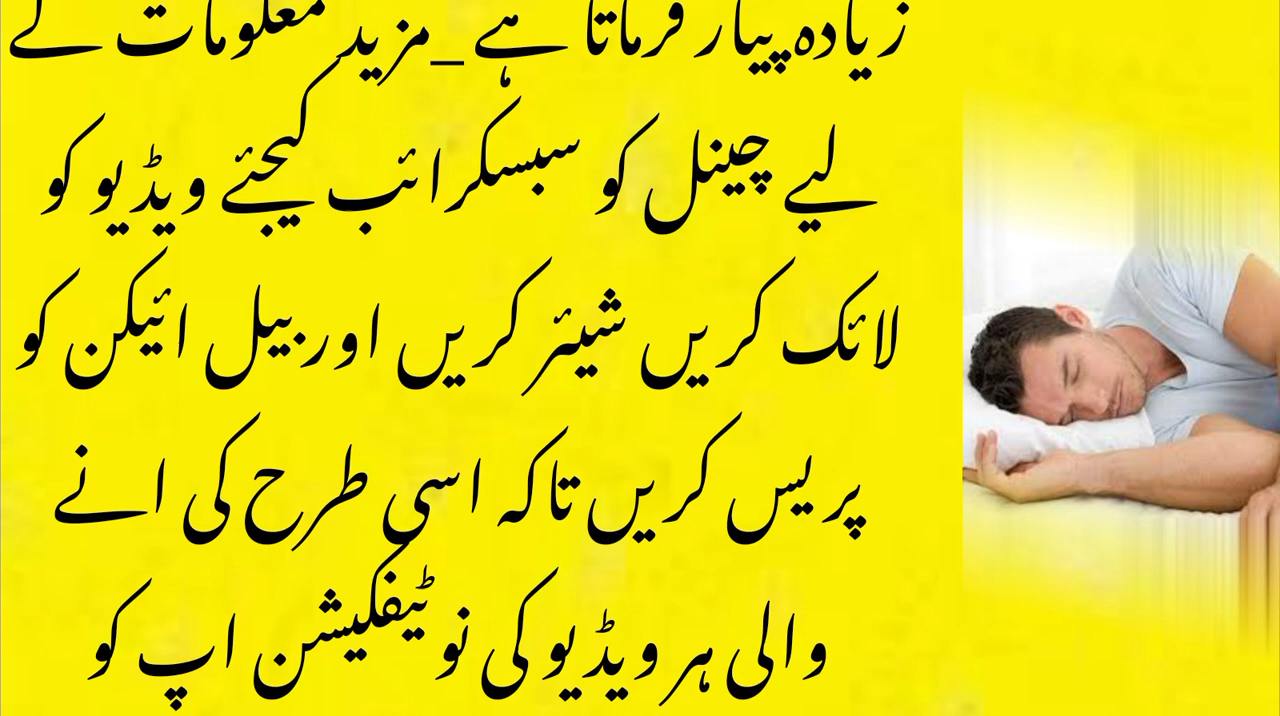 زیادہ پیار فرماتا ہے_مزید معلومات کے
لیے چینل کو سبسکرائب کیجئے ویڈیو کو
لائک کریں شیئر کریں اور بیل ائیکن کو
پریس کریں تاکہ اسی طرح کی انے
والی ہر ویڈیو کی نوٹیفکیشن اپ کو